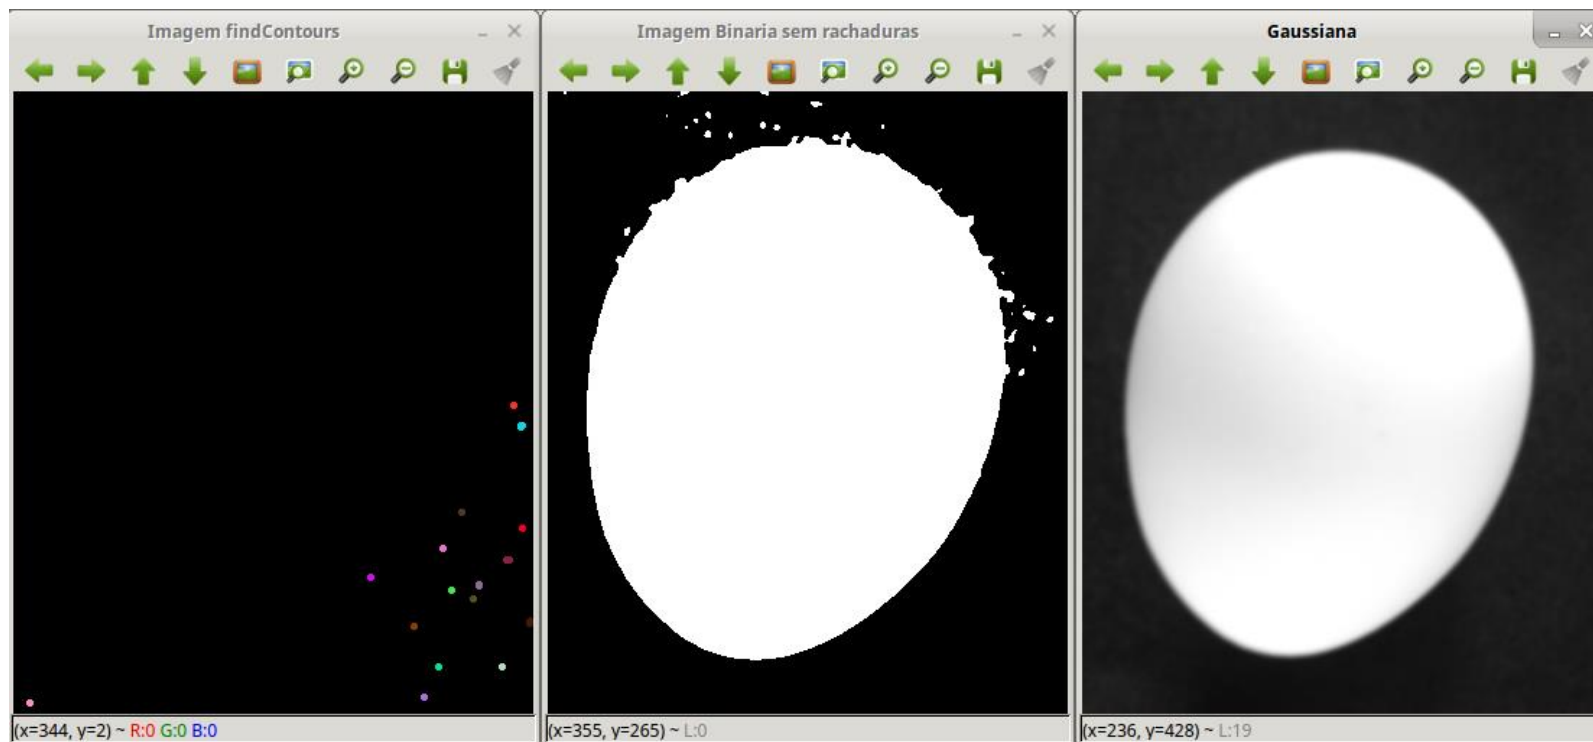 Imagem findContours
Imagem Binaria sem rachaduras
Gaussiana
(x=344, y=2) ~ R:0 G:0 B:0
(x=355, y=265) ~ L:0
(x=236, y=428) ~ L:19